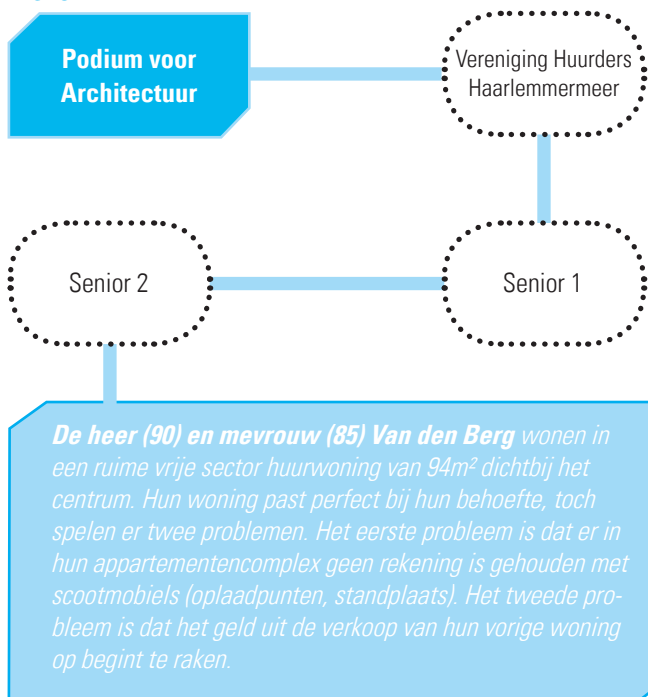 Podium voor
Architectuur
Vereniging Huurders
Haarlemmermeer
Senior 2
Senior 1
De heer (90) en mevrouw (85) Van den Berg wonen in
een ruime vrije sector huurwoning van 94m² dichtbij het
centrum. Hun woning past perfect bij hun behoefte, toch
spelen er twee problemen. Het eerste probleem is dat er in
hun appartementencomplex geen rekening is gehouden met
scootmobiels (oplaadpunten, standplaats). Het tweede pro-
bleem is dat het geld uit de verkoop van hun vorige woning
op begint te raken.